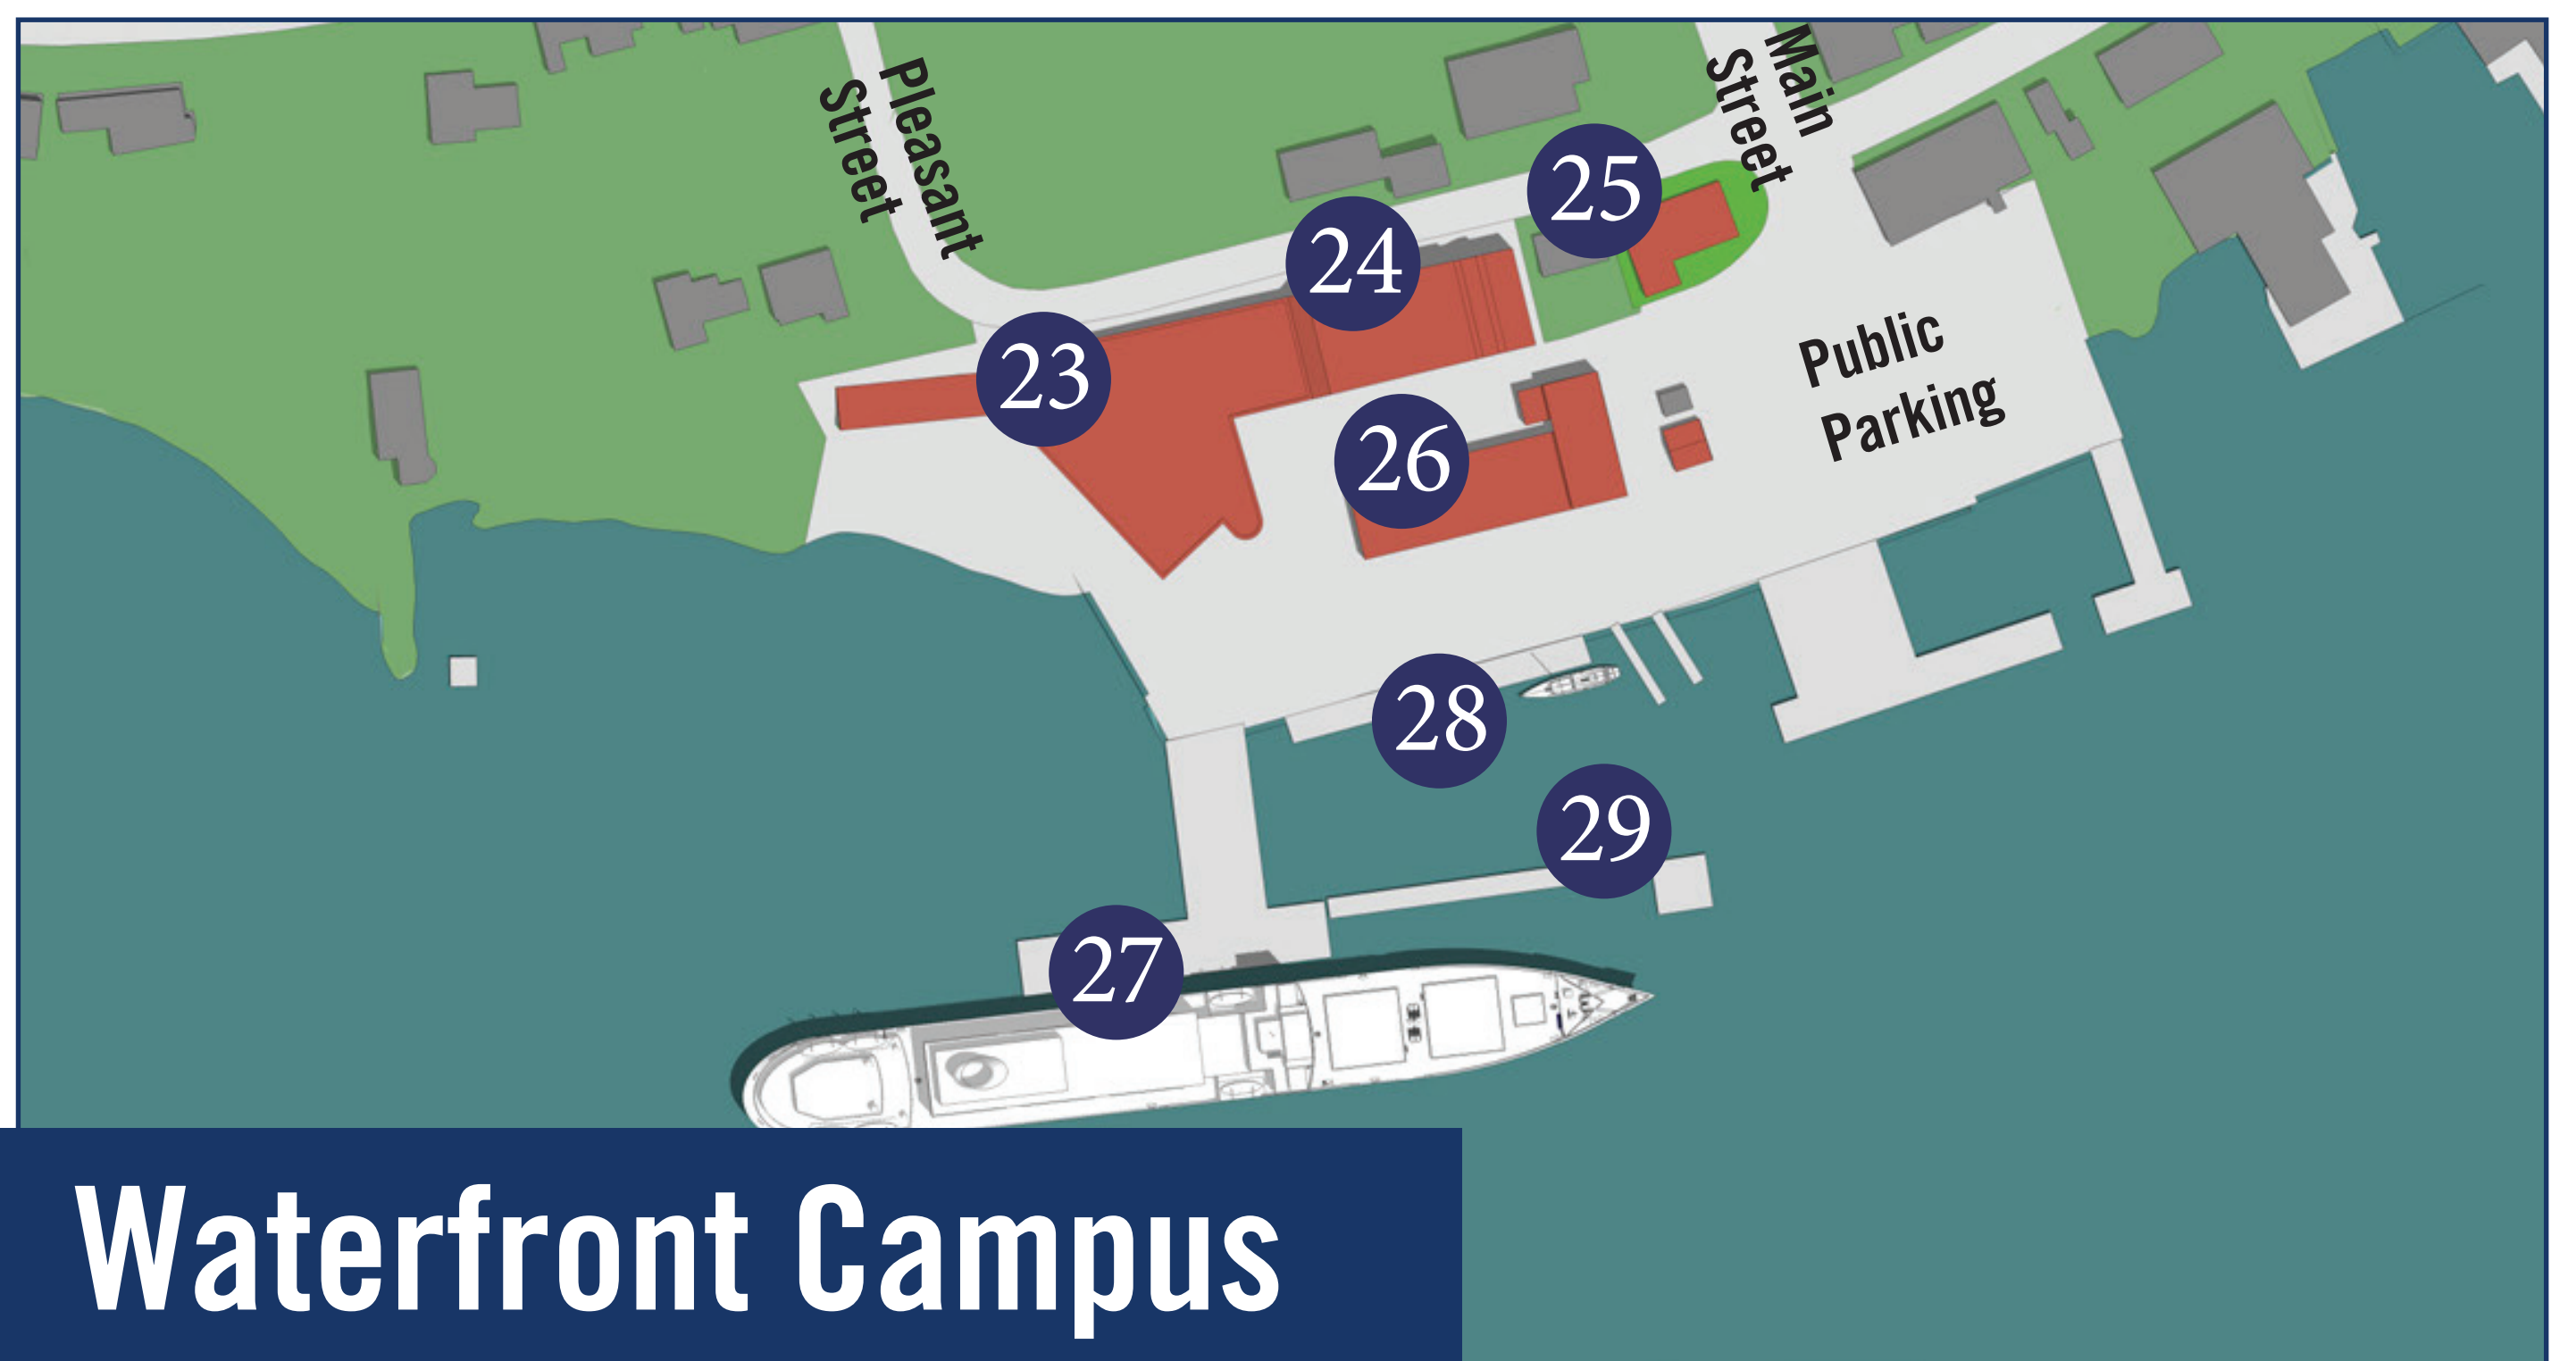 Pleasant
Street
Main
Street
25
24
23
Public
Parking
26
28
29
27
Waterfront Campus